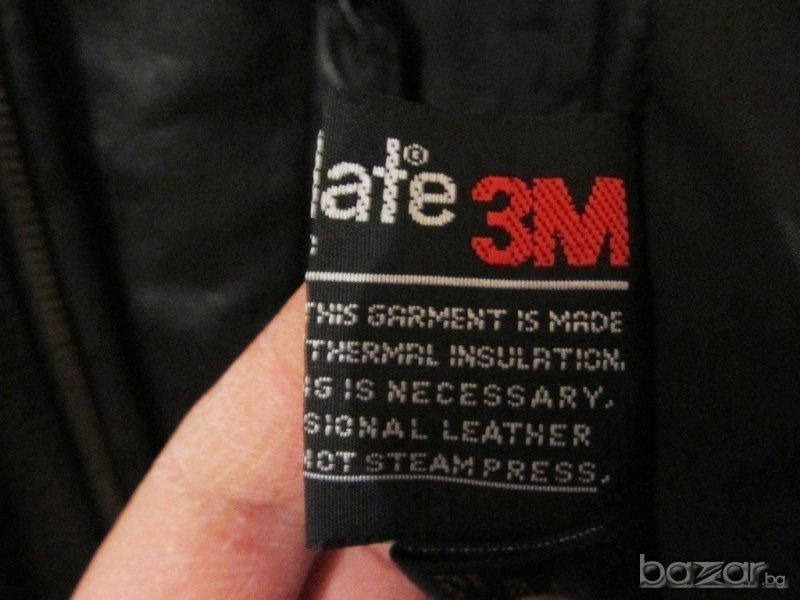 late® 3M
THIS GARMENT IS MADE
THERMAL INSULATION.
G IS NECESSARY,
SIONAL LEATHER
NOT STEAM PRESS.
bazar.bg